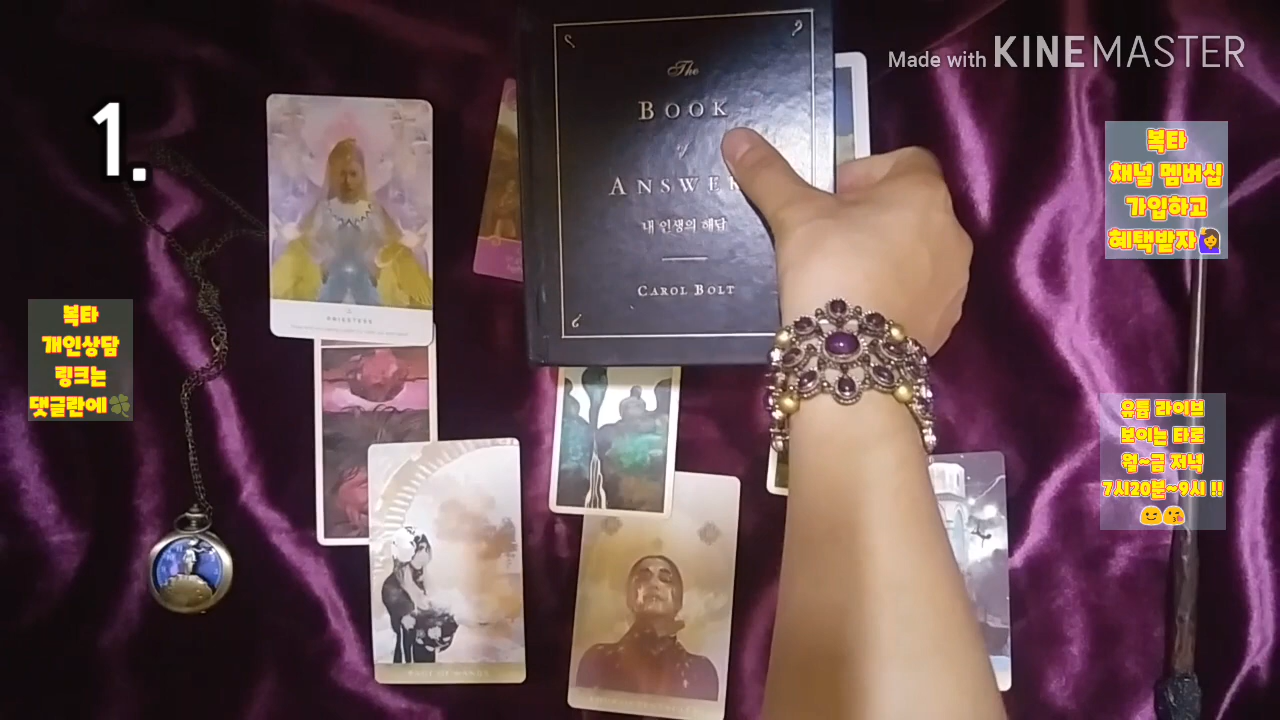 Made with KINEMASTER
1.
The
BOOK
of
ANSWER
내 인생의 해답
CAROL BOLT
PRIESTESS
복타
채널 멤버십
가입하고
혜택받자🙋‍♀️
복타
개인상담
링크는
댓글란에🍀
유튭 라이브
보이는 타로
월~금 저녁
7시20분~9시 !!
😉😘